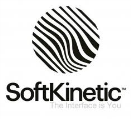 SoftKinetic™
The Interface is You